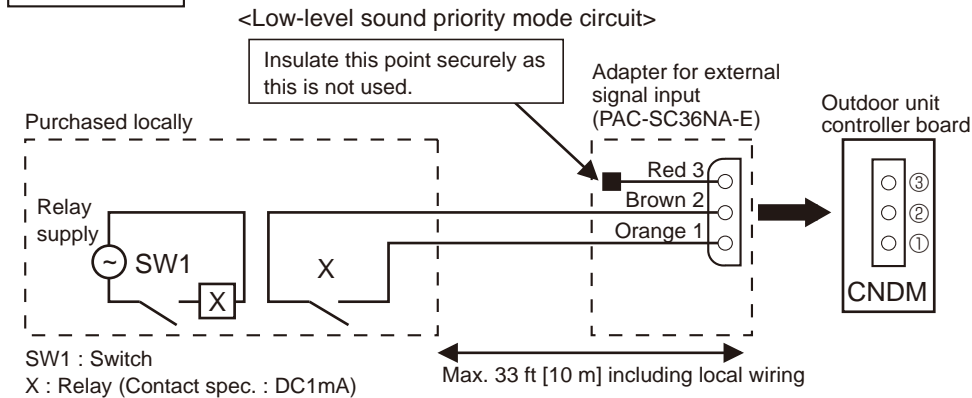 <Low-level sound priority mode circuit>
Insulate this point securely as
this is not used.
Adapter for external
signal input
(PAC-SC36NA-E)
Outdoor unit
controller board
Purchased locally
Relay
supply
~
SW1
X
X
Red 3
Brown 2
Orange 1
③
②
①
CNDM
SW1 : Switch
X : Relay (Contact spec. : DC1mA)
Max. 33 ft [10 m] including local wiring